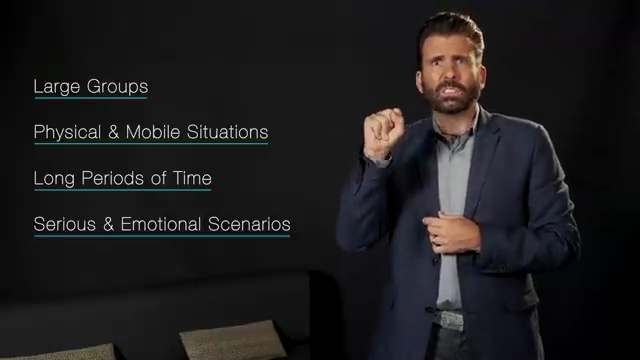 Large Groups
Physical & Mobile Situations
Long Periods of Time
Serious & Emotional Scenarios